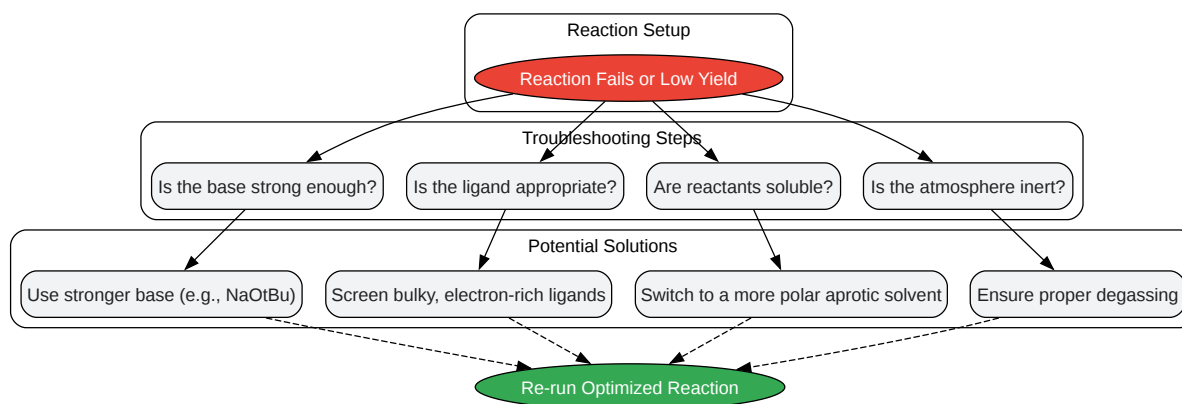 Reaction Setup
Reaction Fails or Low Yield
Troubleshooting Steps
Is the base strong enough?
Is the ligand appropriate?
Are reactants soluble?
Is the atmosphere inert?
Potential Solutions
Use stronger base (e.g., NaOtBu)
Screen bulky, electron-rich ligands
Switch to a more polar aprotic solvent
Ensure proper degassing
Re-run Optimized Reaction